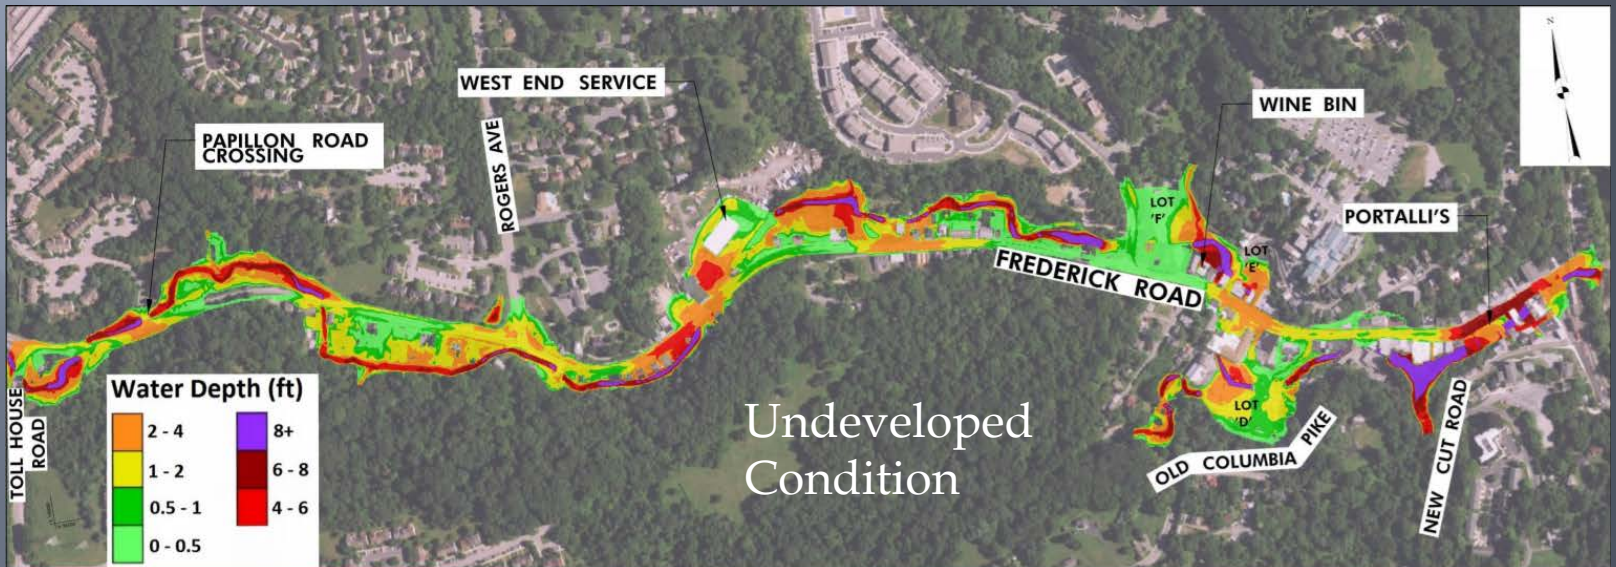 N
WEST END SERVICE
WINE BIN
PAPILLON ROAD
CROSSING
ROGERS AVE
LOT
'F'
PORTALLI'S
LOT
'E'
FREDERICK ROAD
Water Depth (ft)
2 - 4
8+
1 - 2
6 - 8
0.5 - 1
4 - 6
0 - 0.5
TOLL HOUSE
ROAD
Undeveloped
Condition
LOT
'D'
OLD COLUMBIA PIKE
NEW CUT ROAD